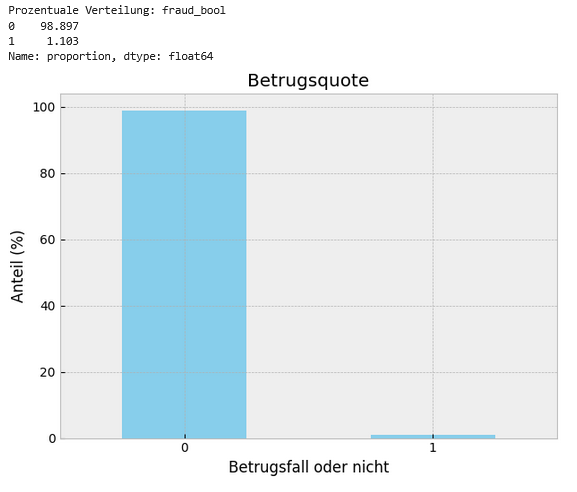 Prozentuale Verteilung: fraud_bool
0    98.897
1     1.103
Name: proportion, dtype: float64
Betrugsquote
100
80
60
40
20
0
Anteil (%)
0 1
Betrugsfall oder nicht